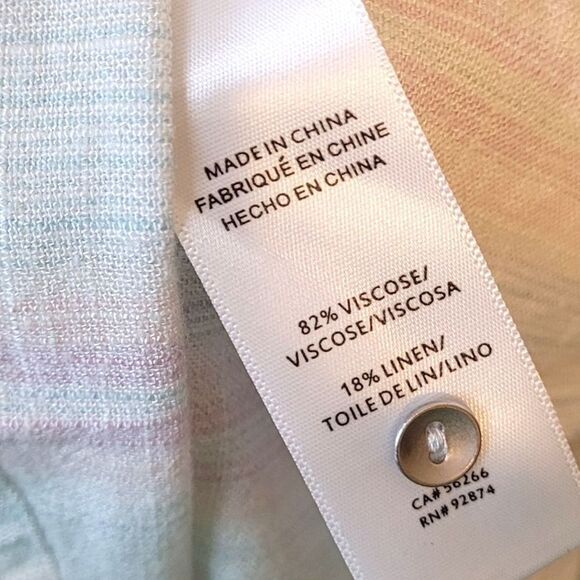 MADE IN CHINA
FABRIQUÉ EN CHINE
HECHO EN CHINA
82% VISCOSE/
VISCOSE/VISCOSA
18% LINEN/
TOILE DE LIN/LINO
CA# 56266
RN# 92874